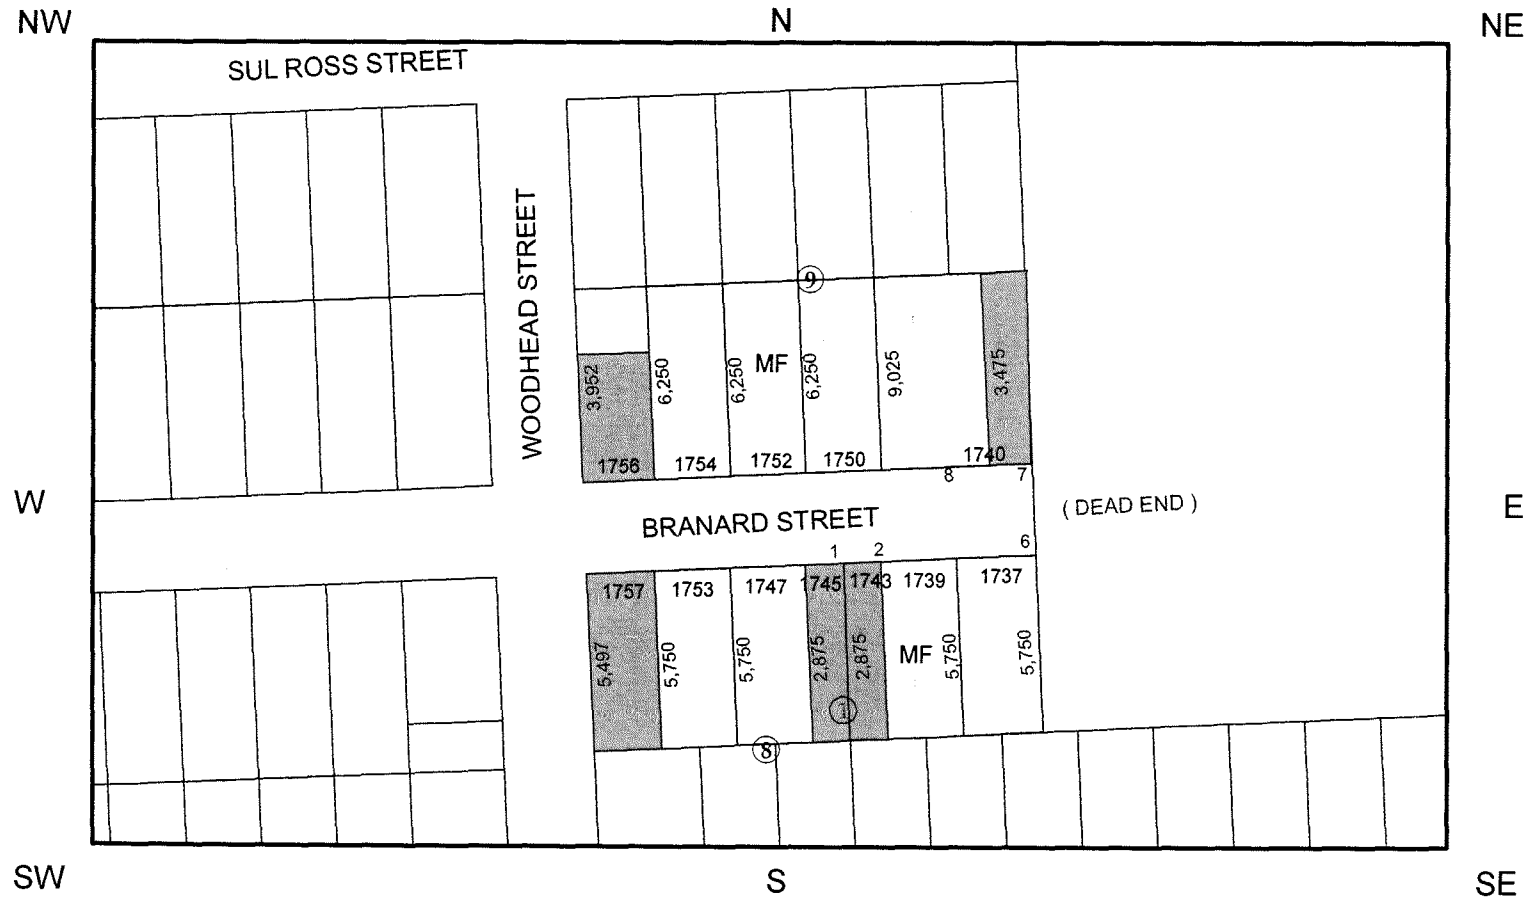 NW
N
NE
SUL ROSS STREET
WOODHEAD STREET
9
MF
3,952
6,250
6,250
6,250
9,025
3,475
1756
1754
1752
1750
1740
8
7
W
BRANARD STREET
( DEAD END )
E
1
2
6
1757
1753
1747
1745
1743
1739
1737
5,497
5,750
5,750
2,875
2,875
MF
5,750
5,750
1
8
SW
S
SE